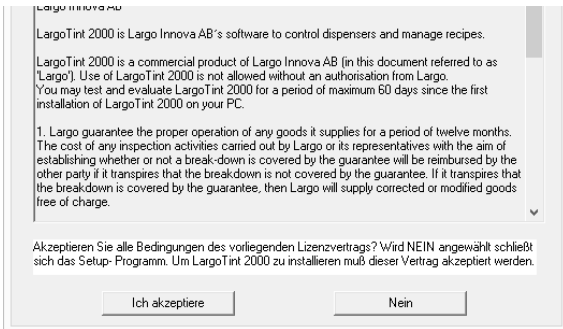 Largo Innova AB
LargoTint 2000 is Largo Innova AB´s software to control dispensers and manage recipes.
LargoTint 2000 is a commercial product of Largo Innova AB (in this document referred to as
'Largo'). Use of LargoTint 2000 is not allowed without an authorisation from Largo.
You may test and evaluate LargoTint 2000 for a period of maximum 60 days since the first
installation of LargoTint 2000 on your PC.
1. Largo guarantee the proper operation of any goods it supplies for a period of twelve months.
The cost of any inspection activities carried out by Largo or its representatives with the aim of
establishing whether or not a break-down is covered by the guarantee will be reimbursed by the
other party if it transpires that the breakdown is not covered by the guarantee. If it transpires that
the breakdown is covered by the guarantee, then Largo will supply corrected or modified goods
free of charge.
Akzeptieren Sie alle Bedingungen des vorliegenden Lizenzvertrags? Wird NEIN angewählt schließt
sich das Setup- Programm. Um LargoTint 2000 zu installieren muß dieser Vertrag akzeptiert werden.
Ich akzeptiere
Nein